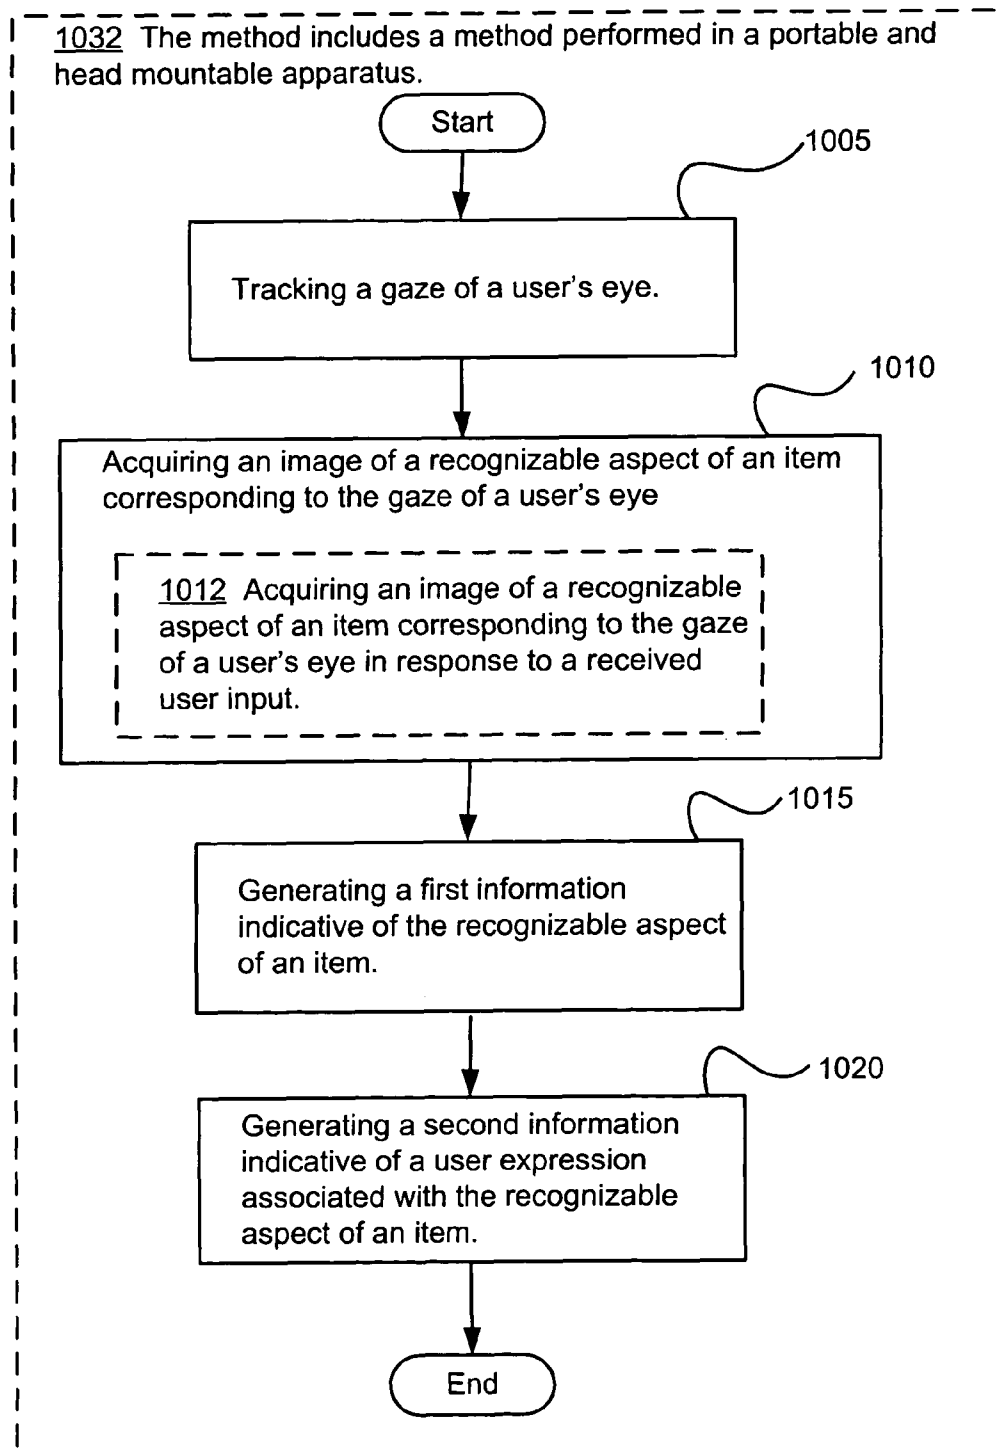 1032 The method includes a method performed in a portable and
head mountable apparatus.
Start
1005
Tracking a gaze of a user's eye.
1010
Acquiring an image of a recognizable aspect of an item
corresponding to the gaze of a user's eye
1012 Acquiring an image of a recognizable
aspect of an item corresponding to the gaze
of a user's eye in response to a received
user input.
1015
Generating a first information
indicative of the recognizable aspect
of an item.
1020
Generating a second information
indicative of a user expression
associated with the recognizable
aspect of an item.
End